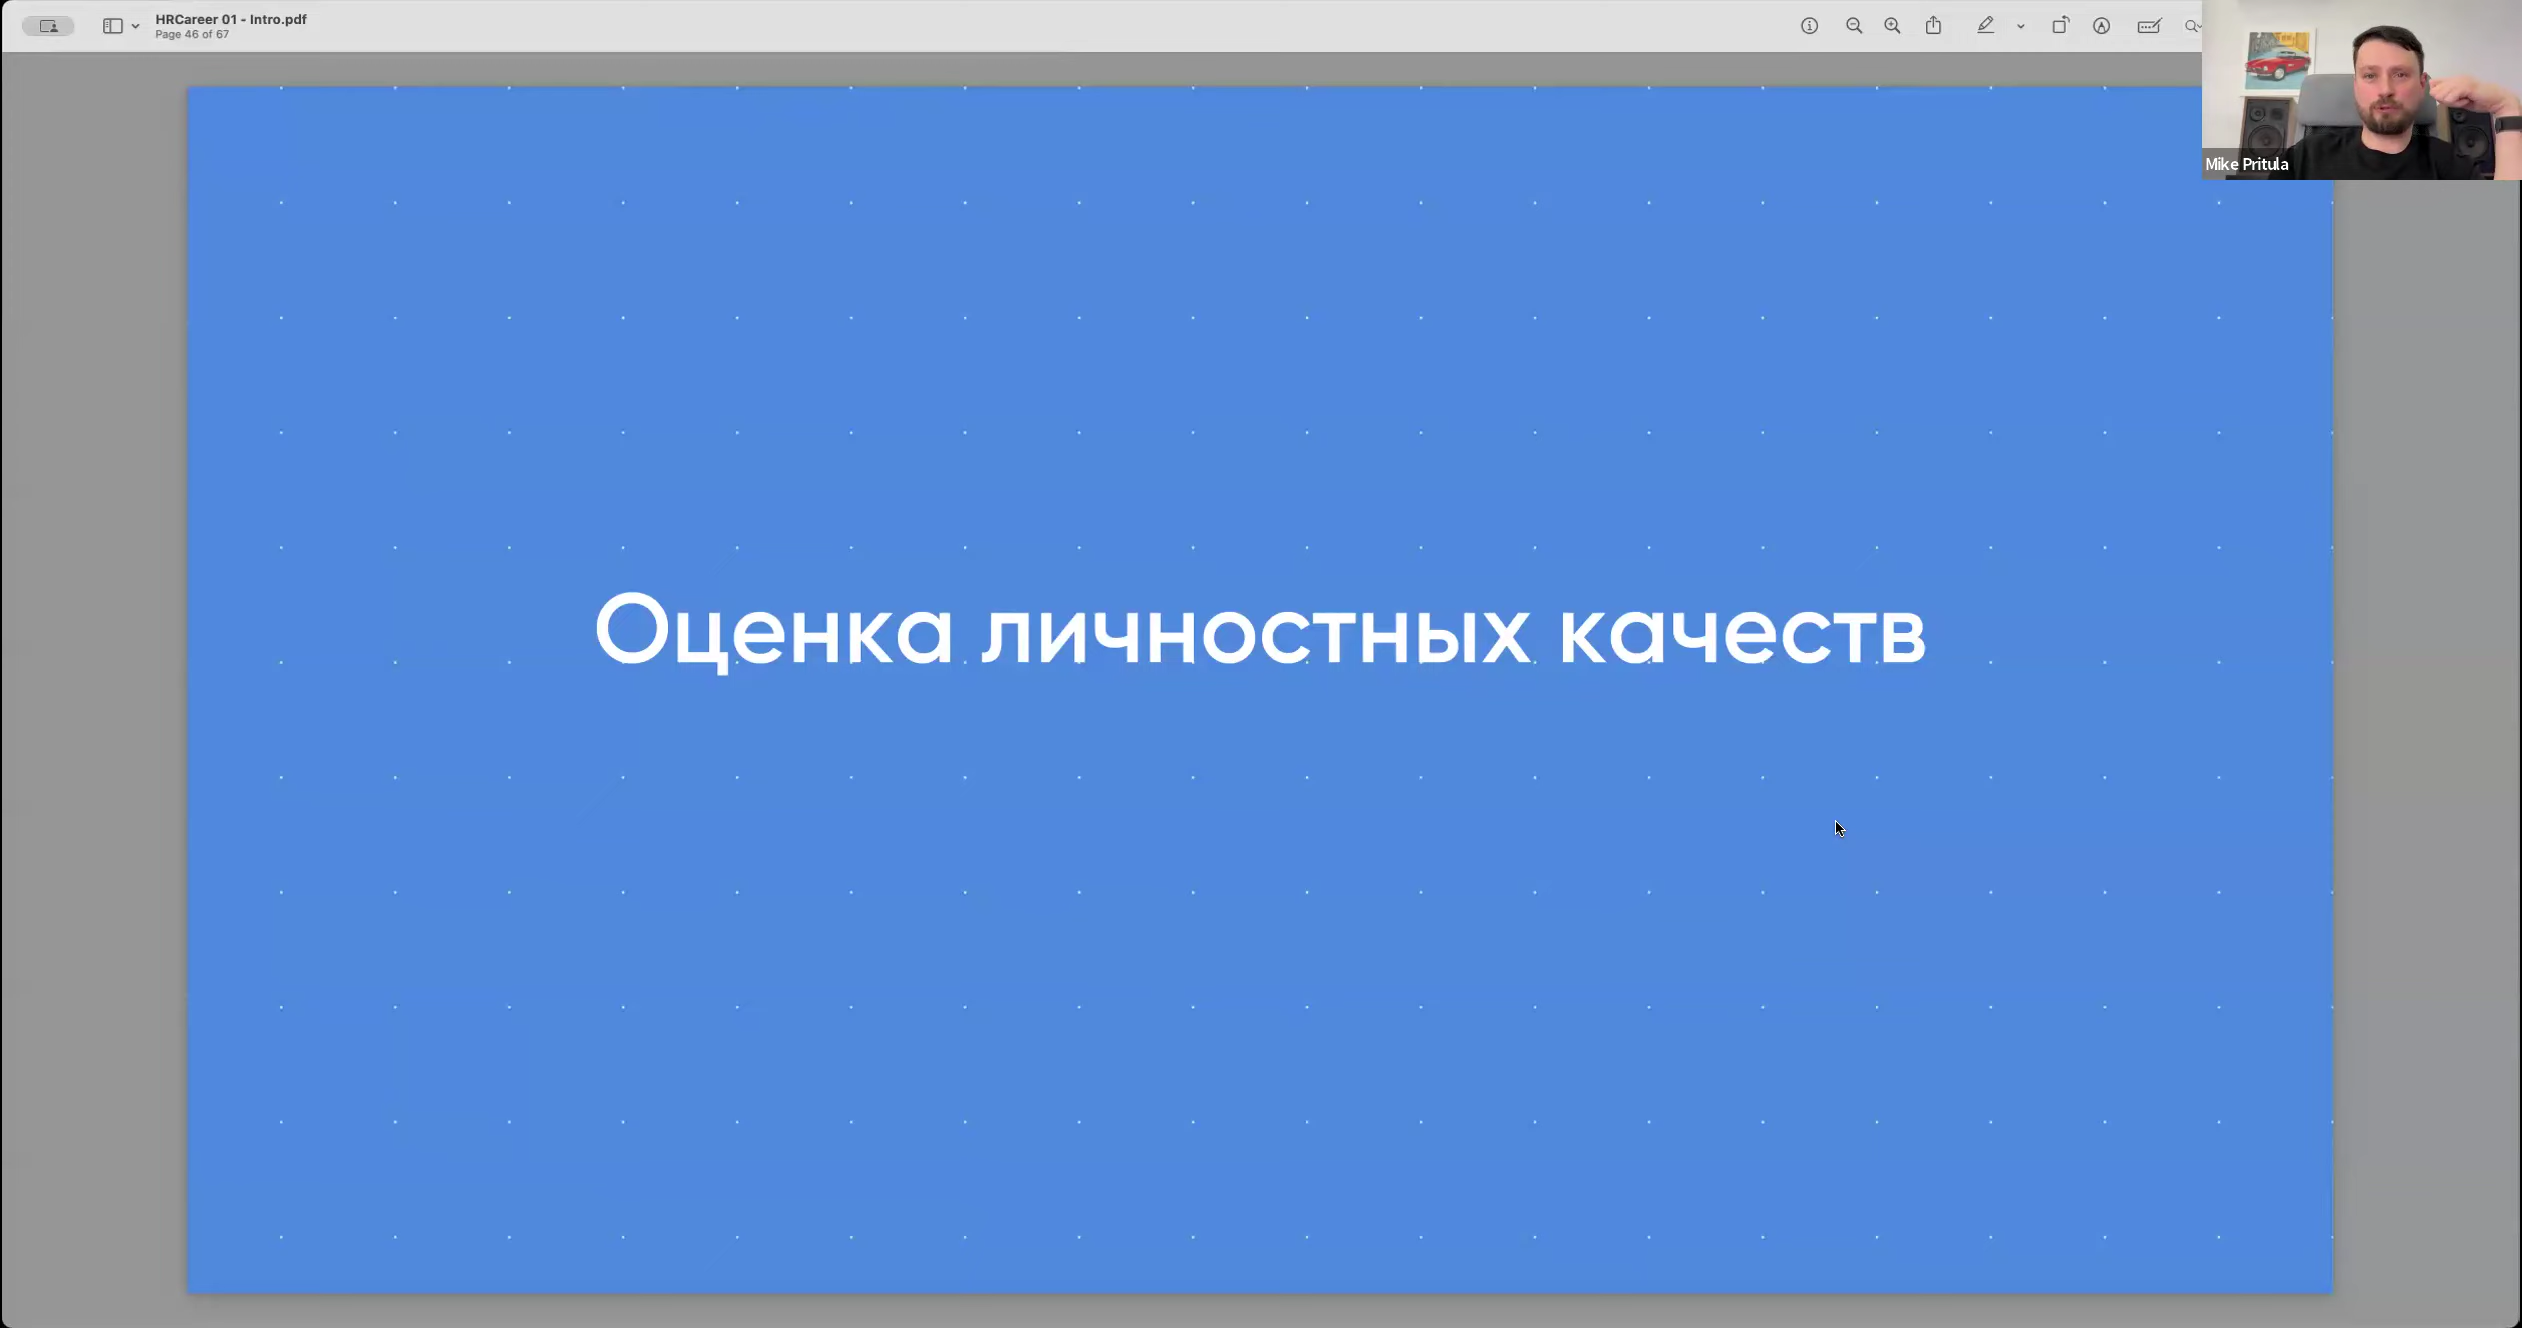 HRCareer 01 - Intro.pdf
Page 46 of 67
Mike Pritula
Оценка личностных качеств